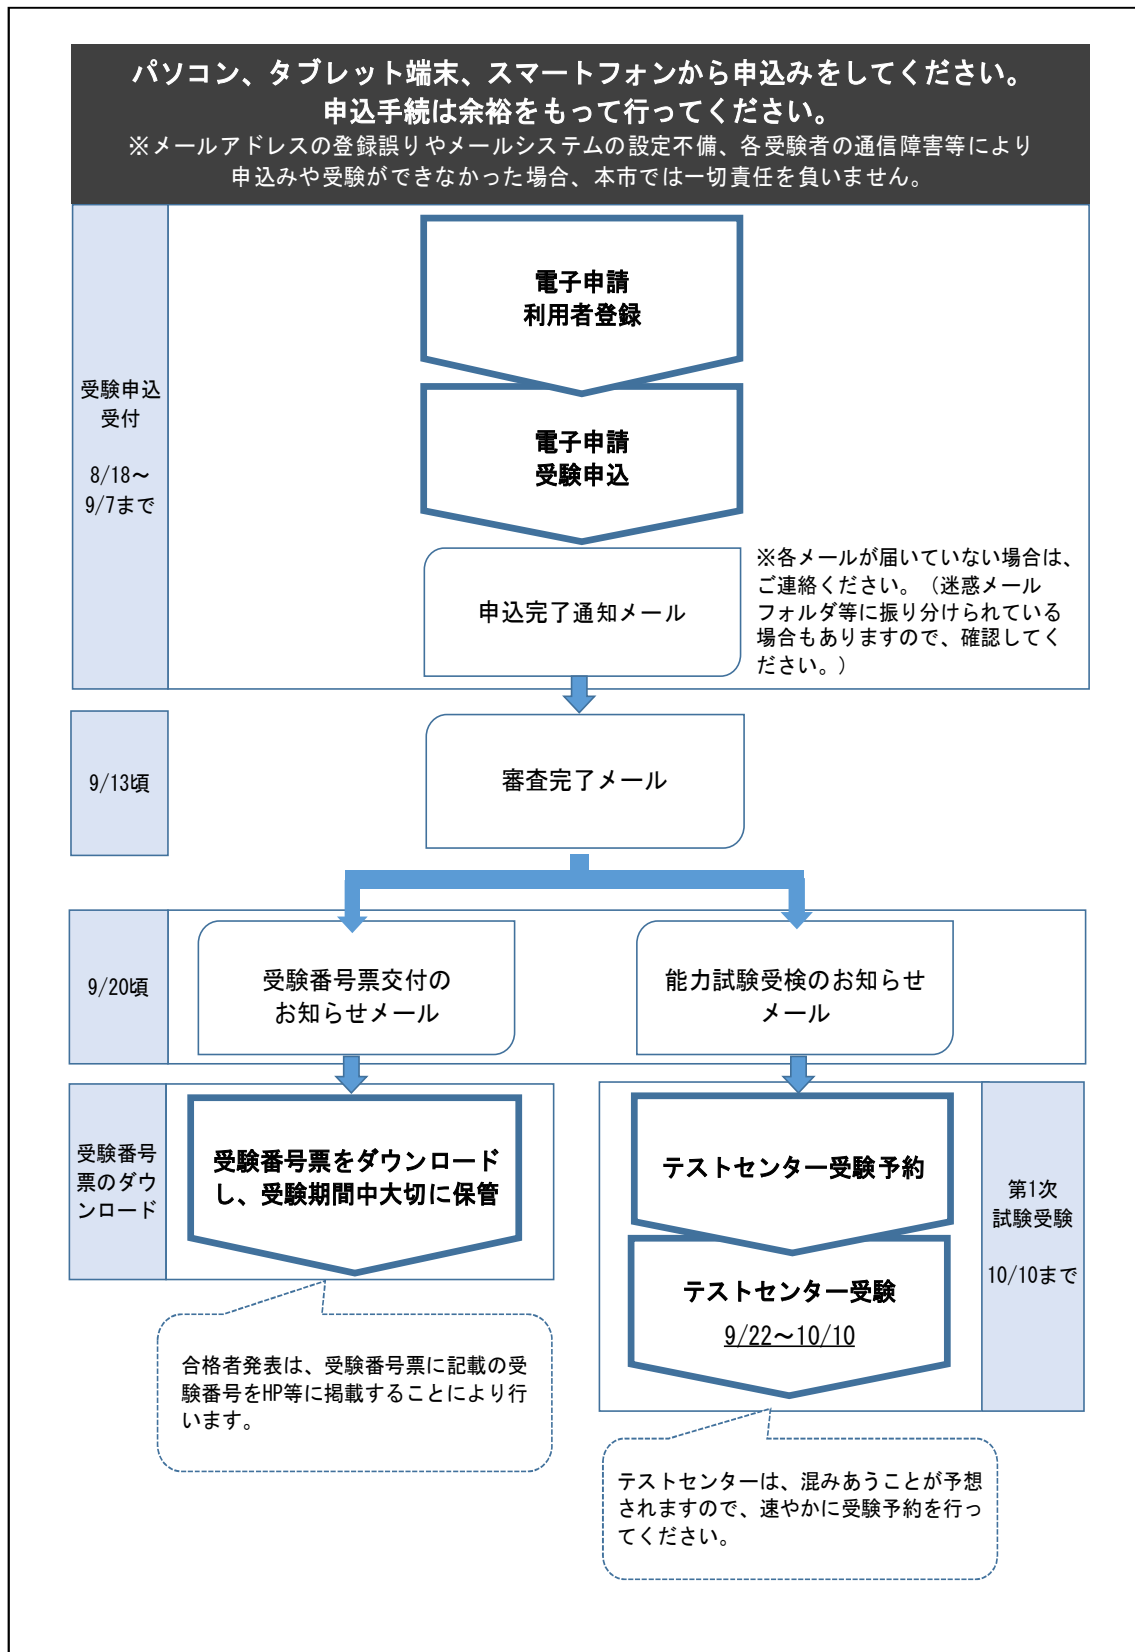 パソコン、タブレット端末、スマートフォンから申込みをしてください。
申込手続は余裕をもって行ってください。
※メールアドレスの登録誤りやメールシステムの設定不備、各受験者の通信障害等により
申込みや受験ができなかった場合、本市では一切責任を負いません。
受験申込
受付
8/18～
9/7まで
電子申請
利用者登録
電子申請
受験申込
申込完了通知メール
※各メールが届いていない場合は、
ご連絡ください。（迷惑メール
フォルダ等に振り分けられている
場合もありますので、確認してく
ださい。）
9/13頃
審査完了メール
9/20頃
受験番号票交付の
お知らせメール
能力試験受検のお知らせ
メール
受験番号
票のダウ
ンロード
受験番号票をダウンロード
し、受験期間中大切に保管
テストセンター受験予約
テストセンター受験
9/22～10/10
第1次
試験受験
10/10まで
合格者発表は、受験番号票に記載の受
験番号をHP等に掲載することにより行
います。
テストセンターは、混みあうことが予想
されますので、速やかに受験予約を行っ
てください。